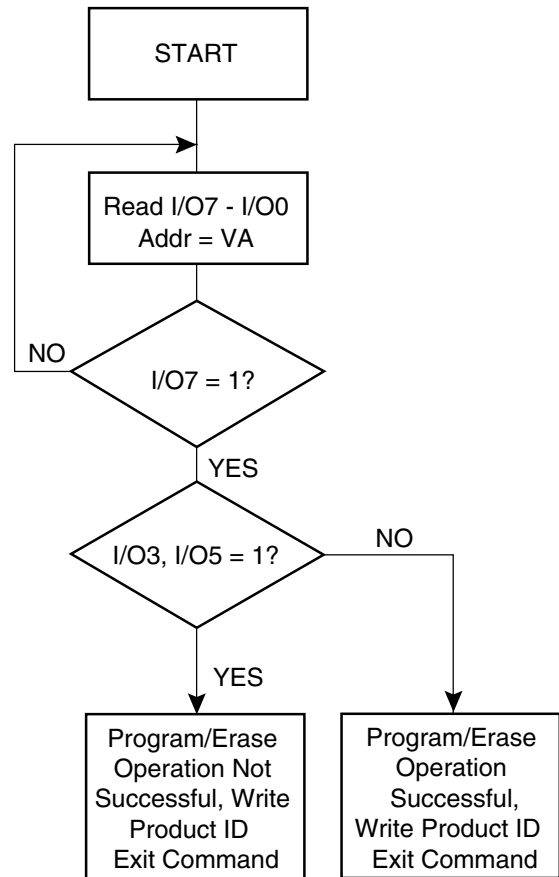 START
Read I/O7 - I/O0
Addr = VA
NO
I/O7 = 1?
YES
I/O3, I/O5 = 1?
NO
YES
Program/Erase
Operation Not
Successful, Write
Product ID
Exit Command
Program/Erase
Operation
Successful,
Write Product ID
Exit Command